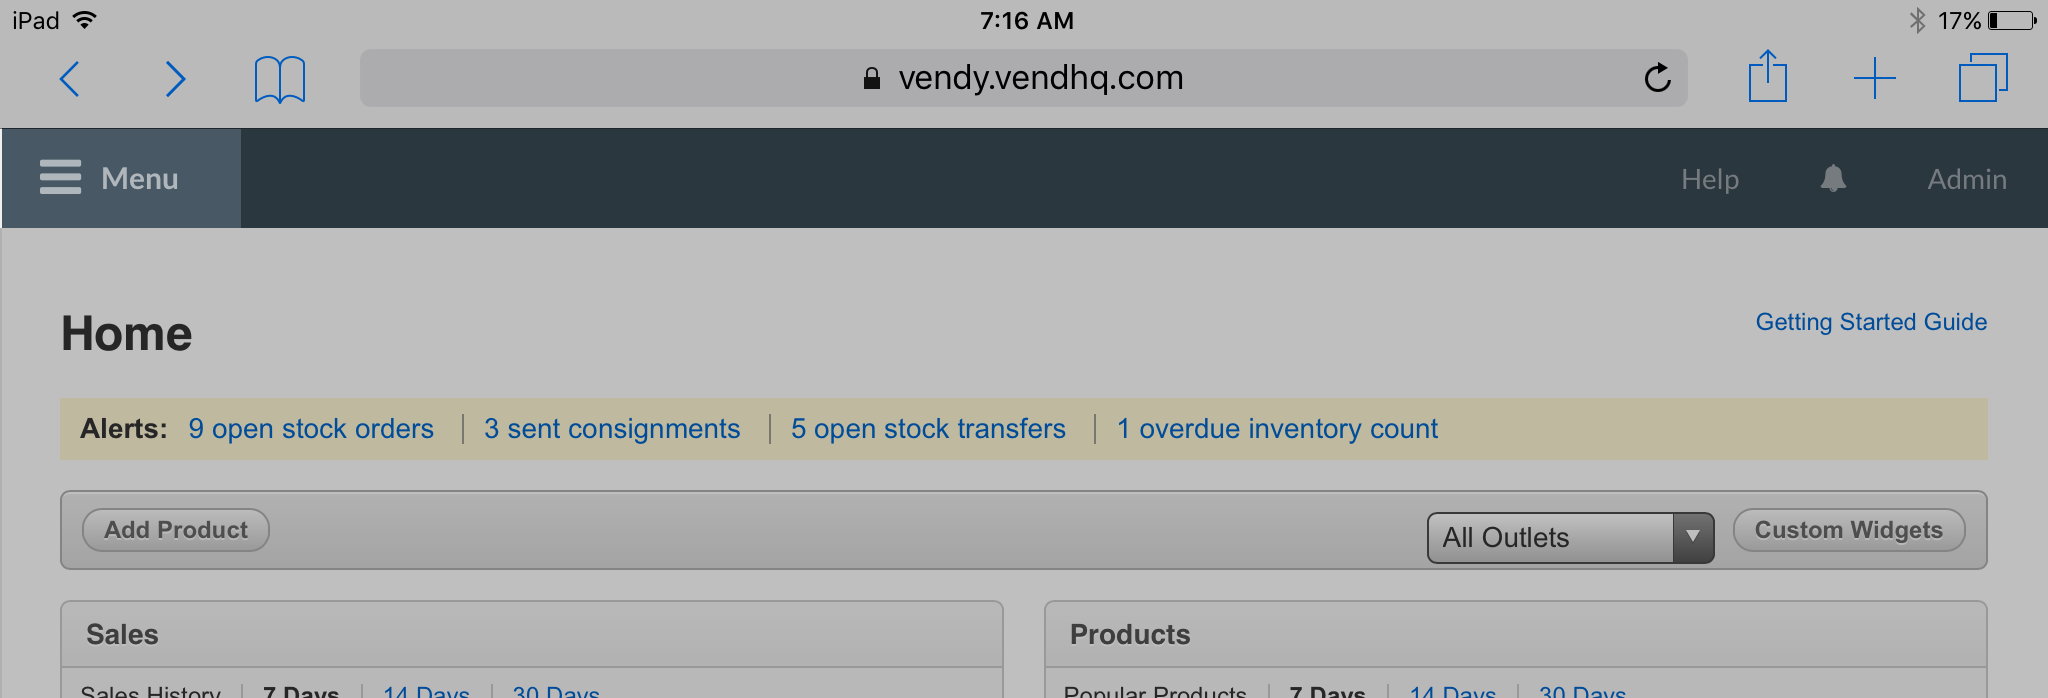 iPad 7:16 AM 17%
vendy.vendhq.com
Menu Help Admin
Home Getting Started Guide
Alerts: 9 open stock orders 3 sent consignments 5 open stock transfers 1 overdue inventory count
Add Product All Outlets Custom Widgets
Sales Products
Sales History 7 Days 14 Days 30 Days Popular Products 7 Days 14 Days 30 Days